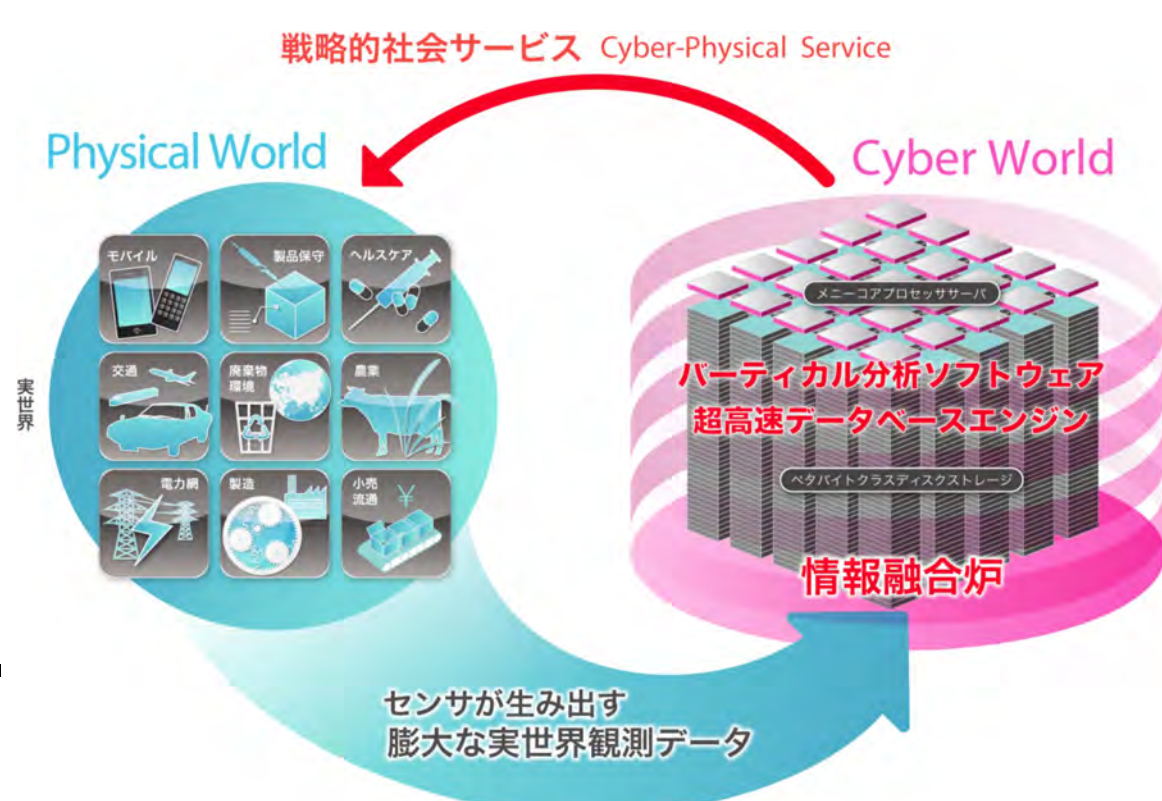 戦略的社会サービス Cyber-Physical Service
Physical World
Cyber World
モバイル
製品保守
ヘルスケア
交通
廃棄物
環境
農業
電力網
製造
小売
流通
¥
実世界
メニーコアプロセッササーバ
バーティカル分析ソフトウェア
超高速データベースエンジン
ペタバイトクラスディスクストレージ
情報融合炉
センサが生み出す
膨大な実世界観測データ